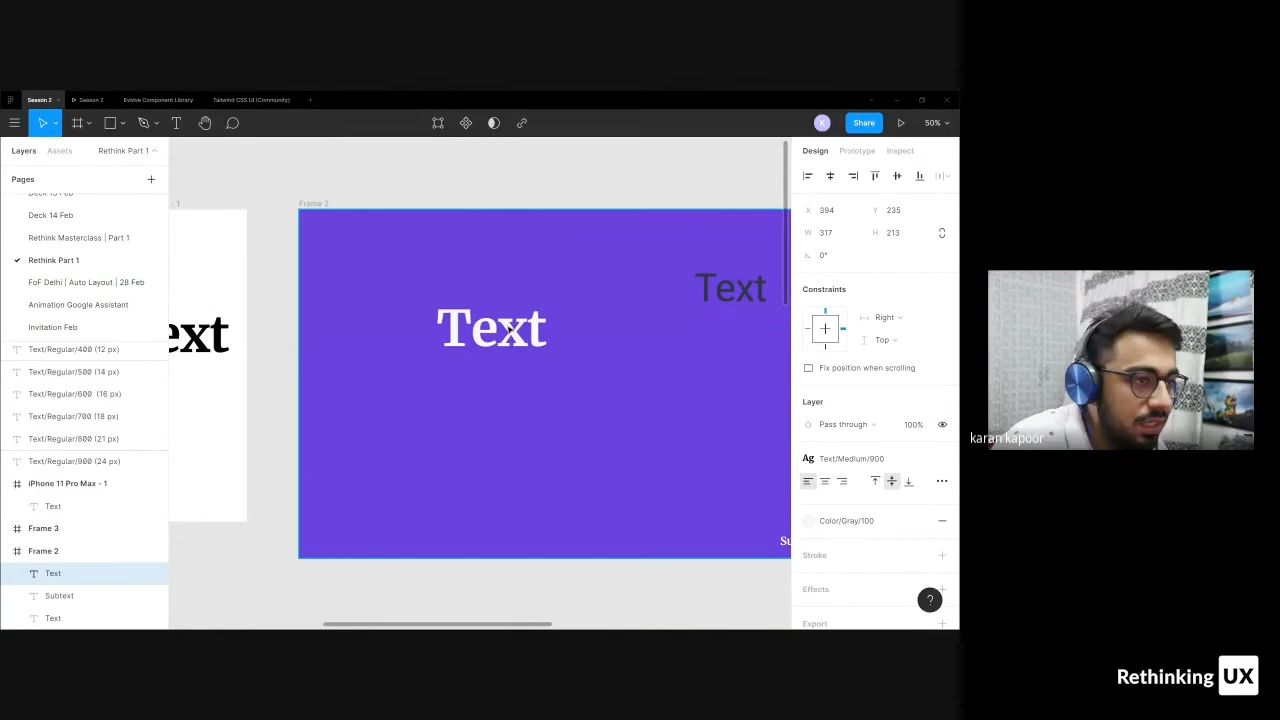 Season 2
Season 2
Evolve Component Library
Tailwind CSS UI (Community)
K
Share
50%
Layers
Assets
Rethink Part 1
Design
Prototype
Inspect
Pages
Deck 13 Feb
Deck 14 Feb
Rethink Masterclass | Part 1
Rethink Part 1
FoF Delhi | Auto Layout | 28 Feb
Animation Google Assistant
Invitation Feb
Text/Regular/400 (12 px)
Text/Regular/500 (14 px)
Text/Regular/600 (16 px)
Text/Regular/700 (18 px)
Text/Regular/800 (21 px)
Text/Regular/900 (24 px)
iPhone 11 Pro Max - 1
Text
Frame 3
Frame 2
Text
Subtext
Text
- 1
ext
Frame 2
Text
Text
Su
X 394 Y 235
W 317 H 213
0°
Constraints
Right
Top
Fix position when scrolling
Layer
Pass through 100%
Ag Text/Medium/900
Color/Gray/100
Stroke
Effects
?
Export
karan kapoor
Rethinking UX